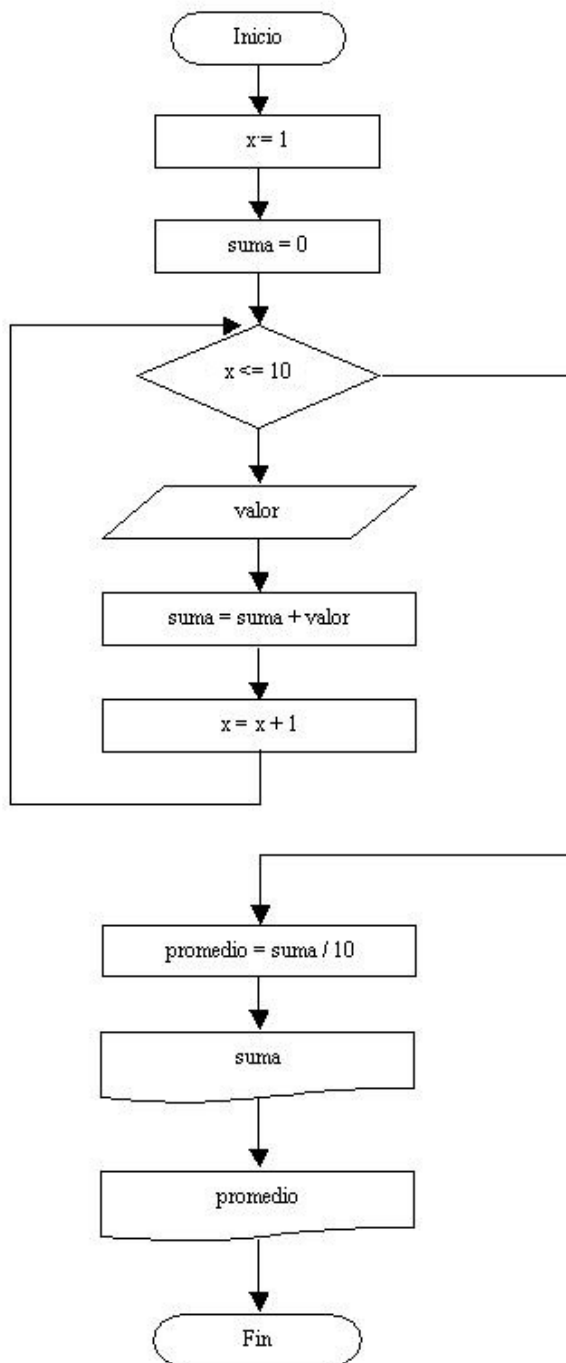 Inicio
x = 1
suma = 0
x <= 10
valor
suma = suma + valor
x = x + 1
promedio = suma / 10
suma
promedio
Fin